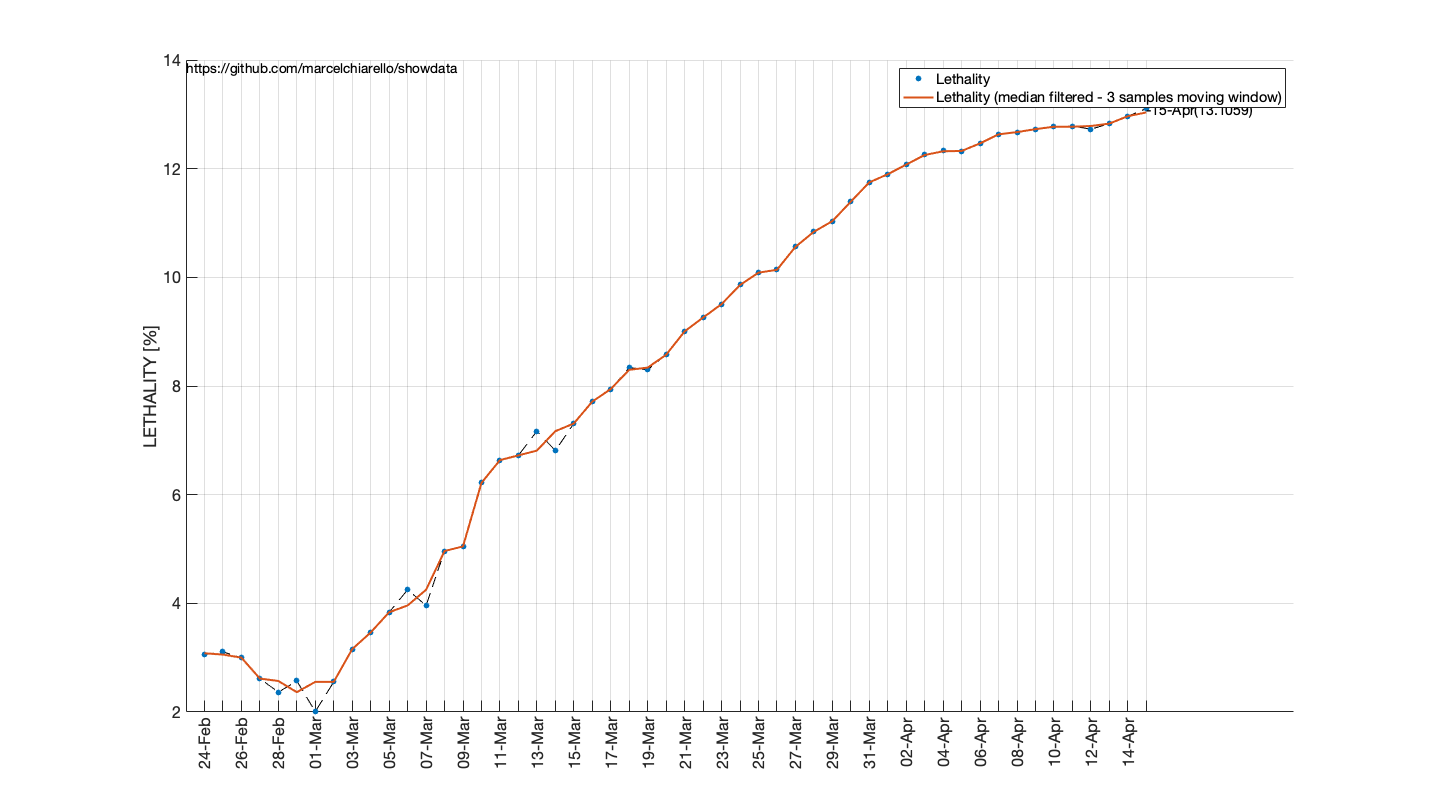 14
https://github.com/marcelchiarello/showdata
Lethality
Lethality (median filtered - 3 samples moving window)
15-Apr(13.1059)
12
10
8
6
4
2
LETHALITY [%]
24-Feb
26-Feb
28-Feb
01-Mar
03-Mar
05-Mar
07-Mar
09-Mar
11-Mar
13-Mar
15-Mar
17-Mar
19-Mar
21-Mar
23-Mar
25-Mar
27-Mar
29-Mar
31-Mar
02-Apr
04-Apr
06-Apr
08-Apr
10-Apr
12-Apr
14-Apr